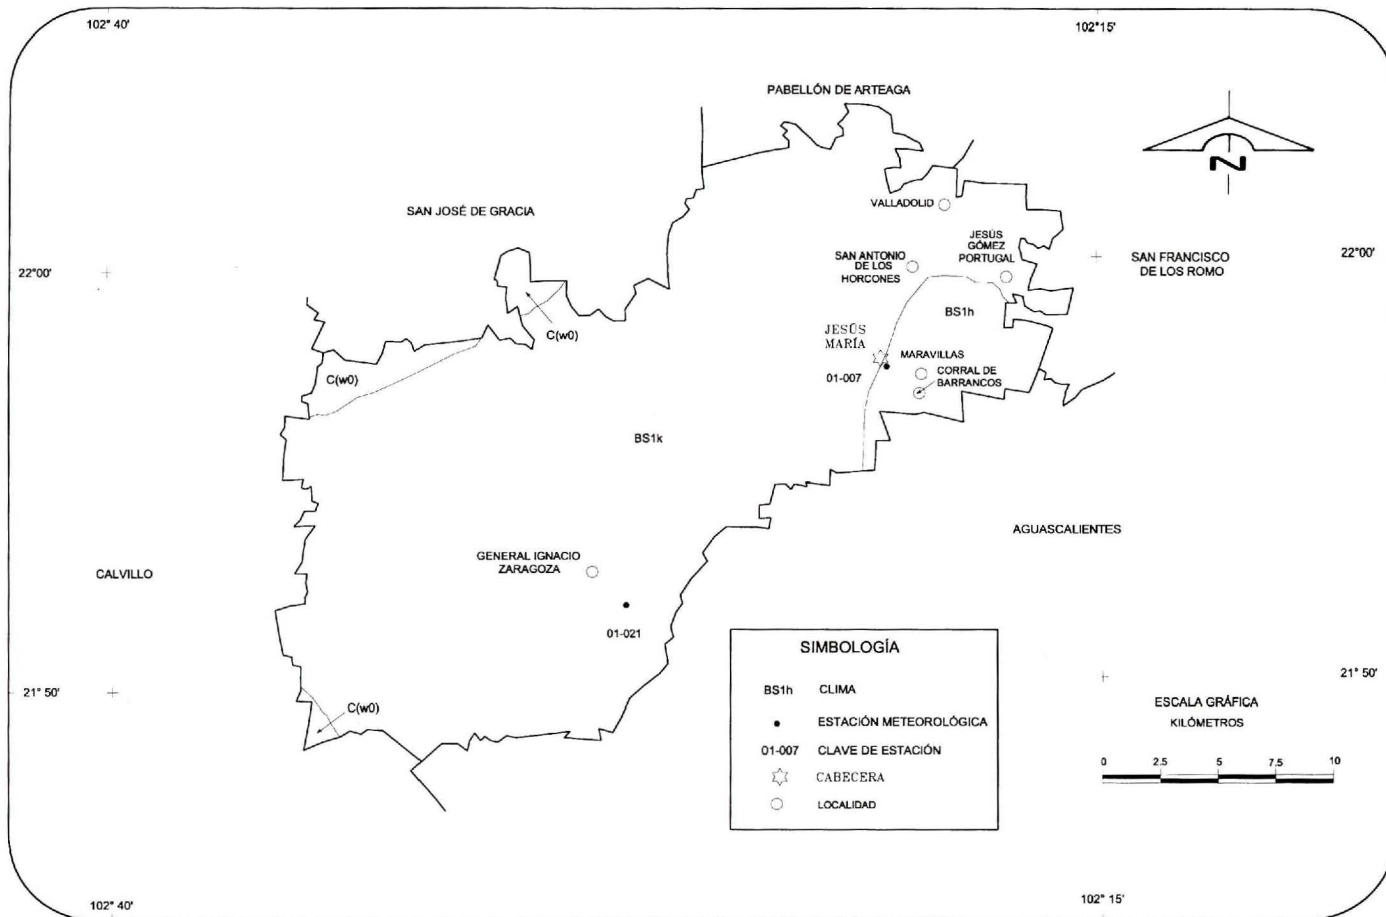 102° 40'
102° 15'
PABELLÓN DE ARTEAGA
N
SAN JOSÉ DE GRACIA
VALLADOLID
JESÚS
GÓMEZ
PORTUGAL
SAN ANTONIO
DE LOS
HORCONES
SAN FRANCISCO
DE LOS ROMO
22°00'
22°00'
BS1h
C(w0)
JESÚS
MARÍA
MARAVILLAS
01-007
CORRAL DE
BARRANCOS
C(w0)
BS1k
AGUASCALIENTES
GENERAL IGNACIO
ZARAGOZA
CALVILLO
01-021
SIMBOLOGÍA
BS1h CLIMA
ESTACIÓN METEOROLÓGICA
01-007 CLAVE DE ESTACIÓN
CABECERA
LOCALIDAD
21° 50'
21° 50'
C(w0)
ESCALA GRÁFICA
KILÓMETROS
0 2.5 5 7.5 10
102° 40'
102° 15'